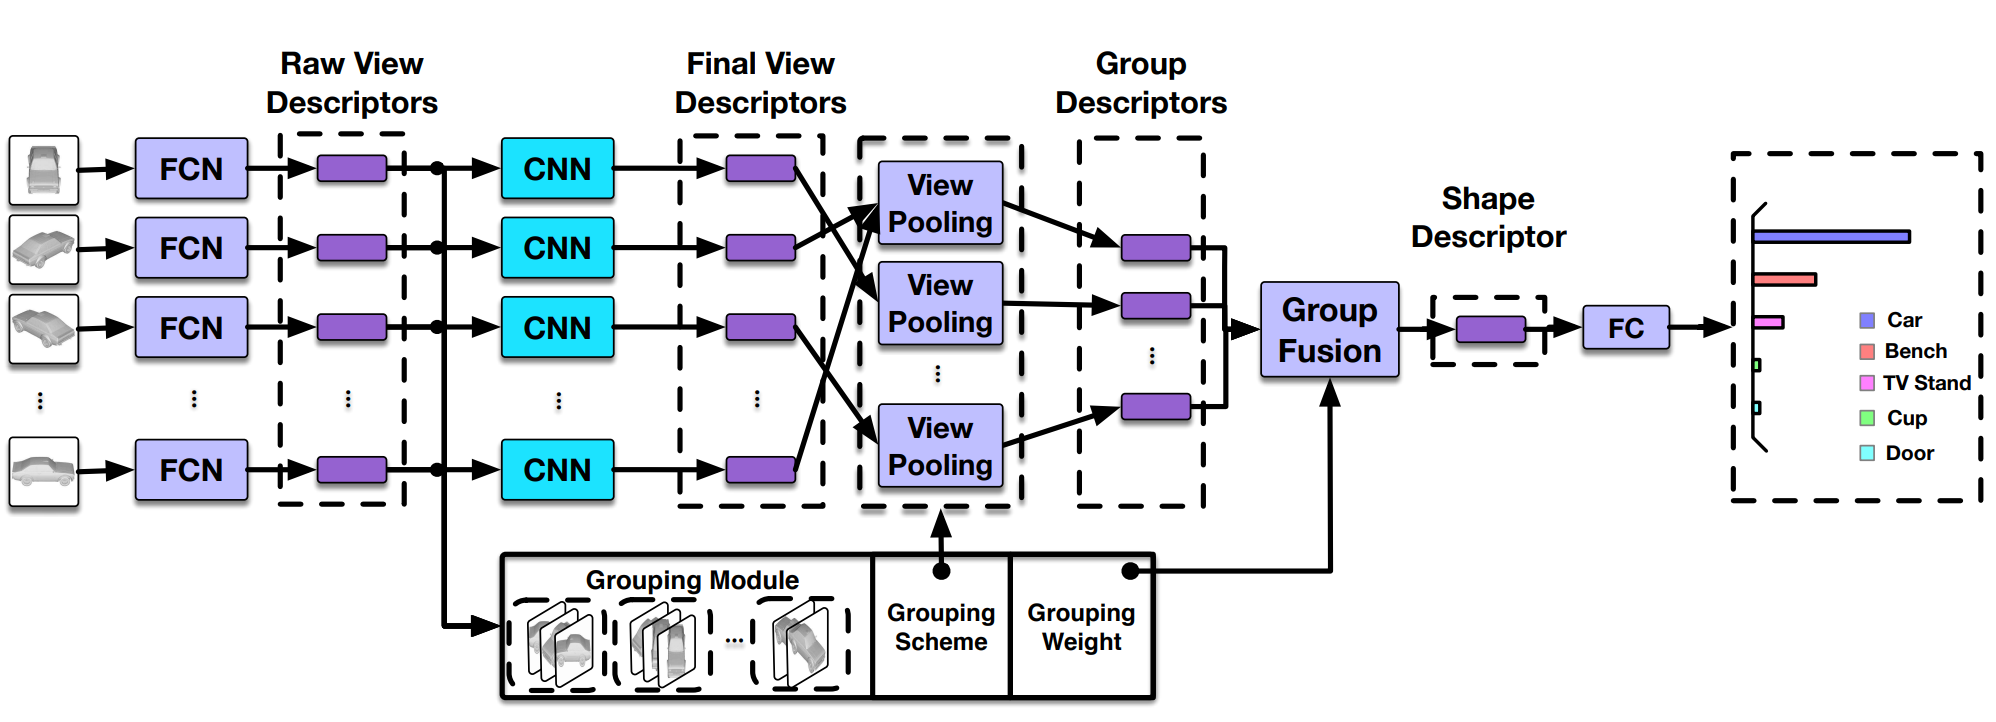 Raw View
Descriptors
Final View
Descriptors
Group
Descriptors
FCN
CNN
FCN
CNN
FCN
CNN
...
...
...
...
...
FCN
CNN
View
Pooling
View
Pooling
...
View
Pooling
...
Group
Fusion
Shape
Descriptor
FC
Car
Bench
TV Stand
Cup
Door
Grouping Module
...
Grouping
Scheme
Grouping
Weight